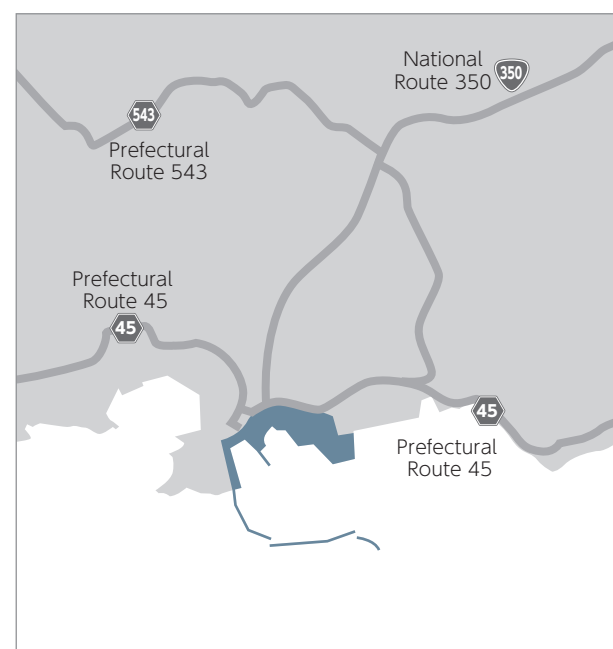 National
Route 350
350
543
Prefectural
Route 543
Prefectural
Route 45
45
45
Prefectural
Route 45